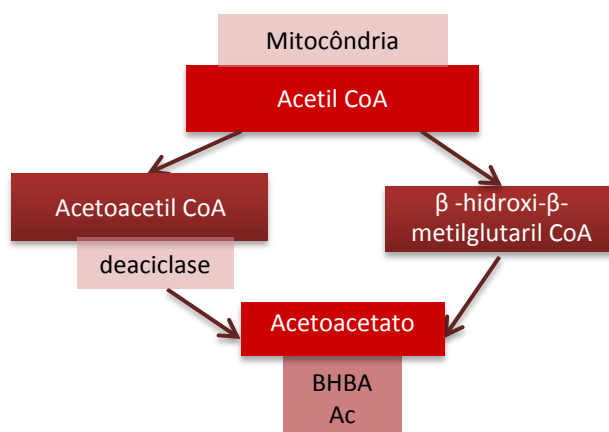 Mitocôndria
Acetil CoA
Acetoacetil CoA
deaciclase
β -hidroxi-β-
metilglutaril CoA
Acetoacetato
BHBA
Ac